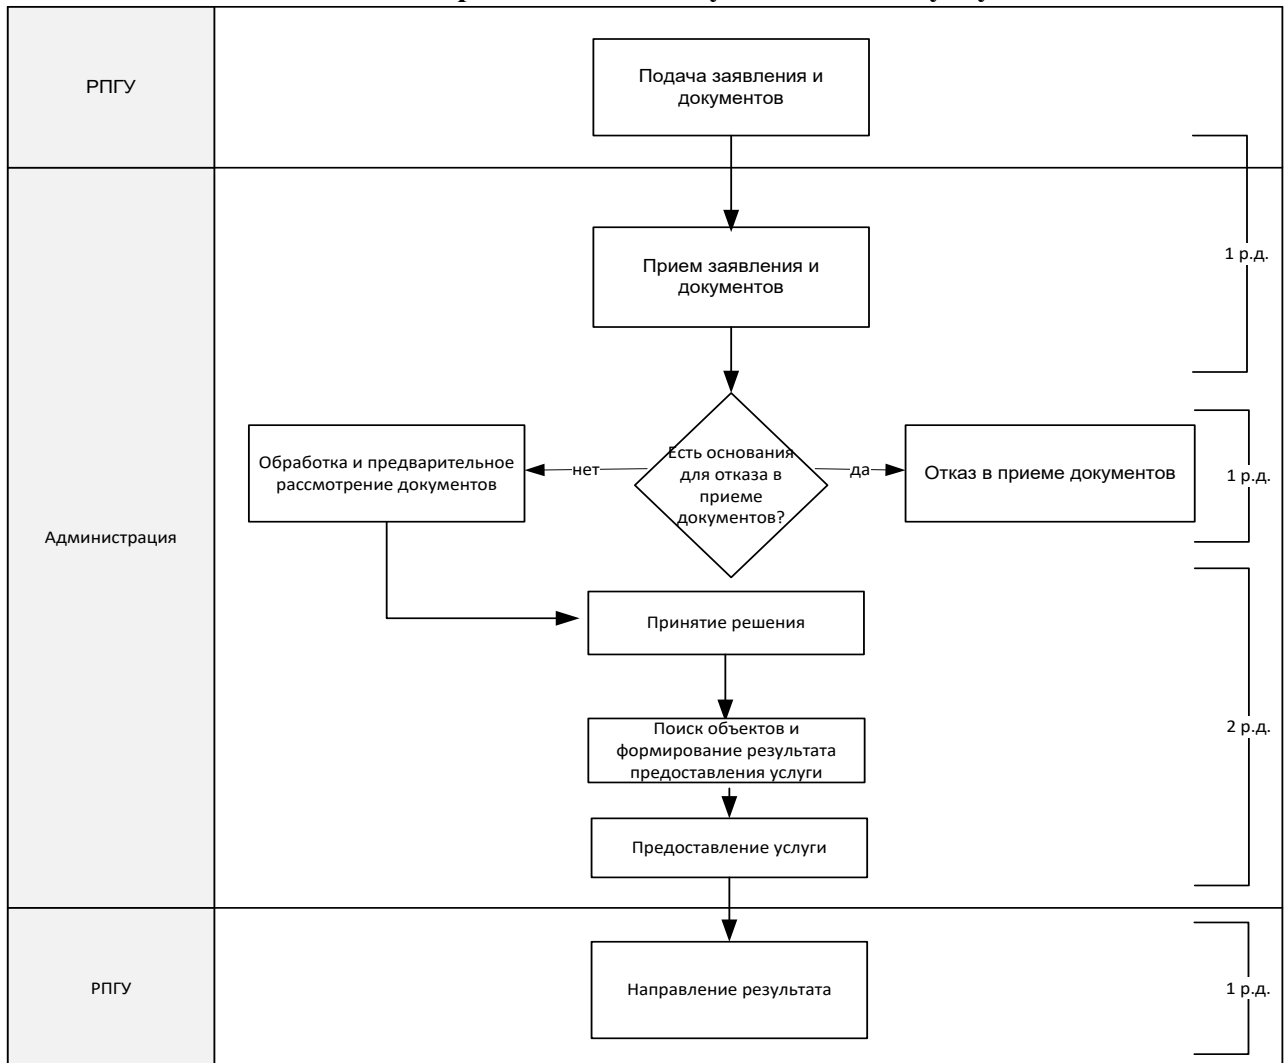 РПГУ
Подача заявления и
документов
Прием заявления и
документов
1 р.д.
Администрация
Обработка и предварительное
рассмотрение документов
нет
Есть основания
для отказа в
приеме
документов?
да
Отказ в приеме документов
1 р.д.
Принятие решения
Поиск объектов и
формирование результата
предоставления услуги
2 р.д.
Предоставление услуги
РПГУ
Направление результата
1 р.д.